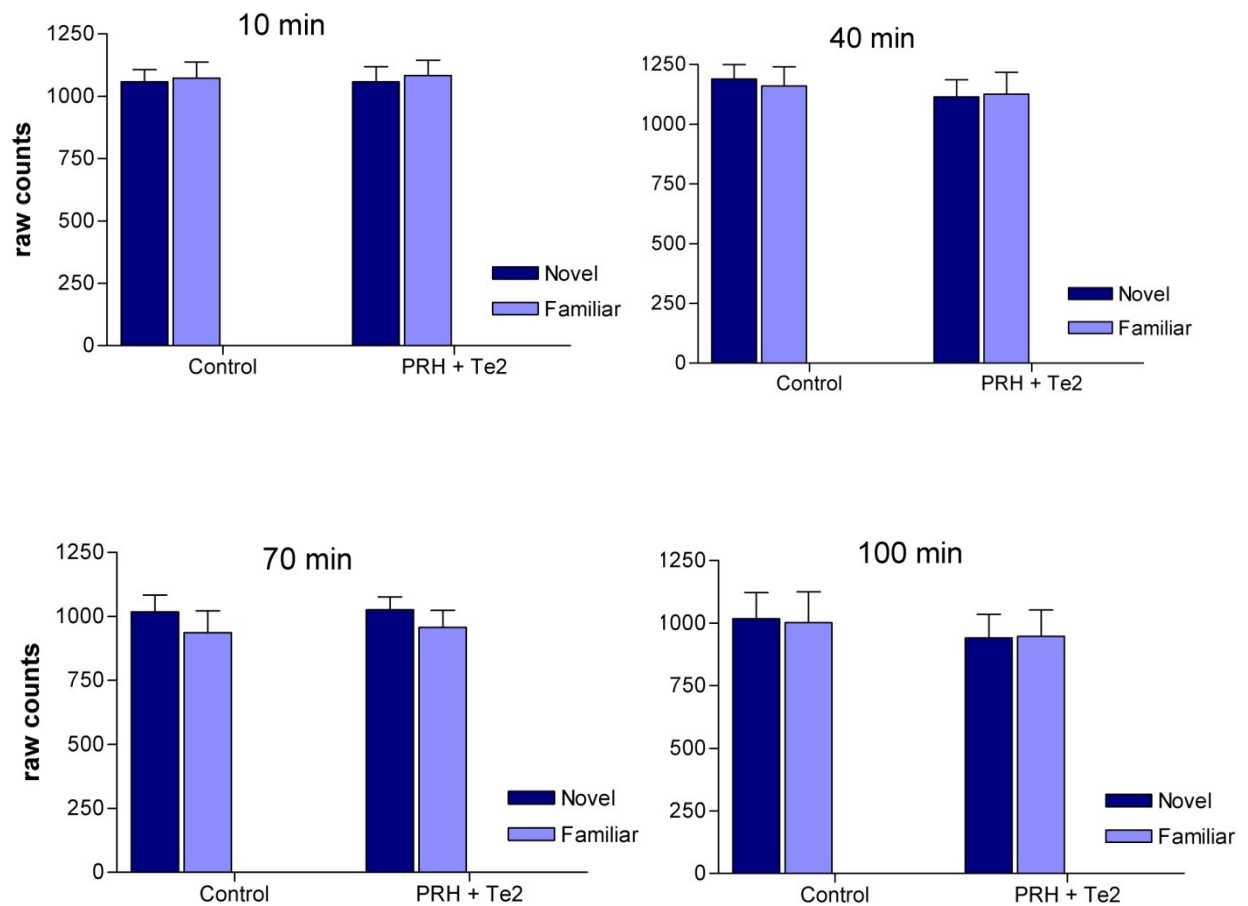 10 min
raw counts
1250
1000
750
500
250
0
Novel
Familiar
Control
PRH + Te2
40 min
1250
1000
750
500
250
0
Novel
Familiar
Control
PRH + Te2
70 min
raw counts
1250
1000
750
500
250
0
Novel
Familiar
Control
PRH + Te2
100 min
1250
1000
750
500
250
0
Novel
Familiar
Control
PRH + Te2